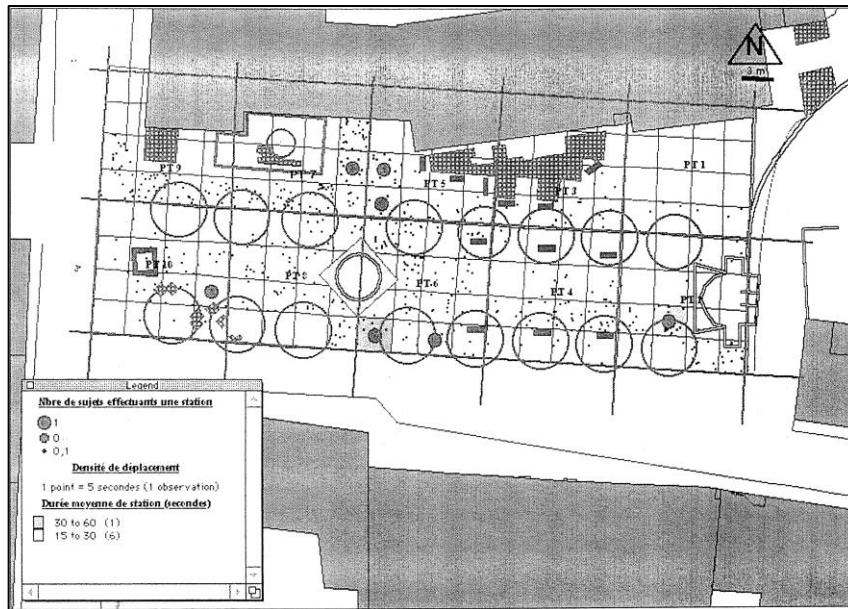 N
3 m
PT 1
PT 9
PT 7
PT 5
PT 3
PT 10
PT 8
PT 6
PT 4
Legend
Nbre de sujets effectuants une station
1
0
0,1
Densité de déplacement
1 point = 5 secondes (1 observation)
Durée moyenne de station (secondes)
30 to 60 (1)
15 to 30 (6)